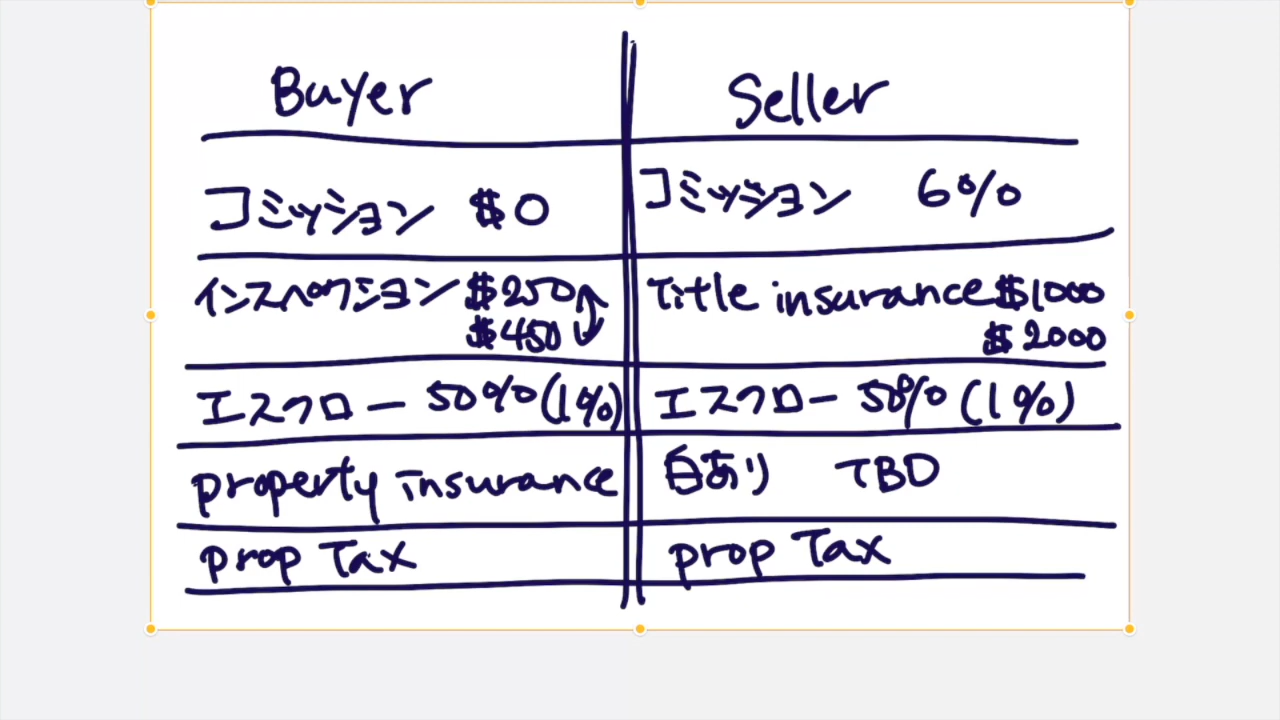 Buyer
Seller
コミッション $0
コミッション 6%
インスペクション $250
$450
Title insurance $1000
$2000
エスクロー 50%(1%)
エスクロー 50%(1%)
property insurance
白あり TBD
prop Tax
prop Tax